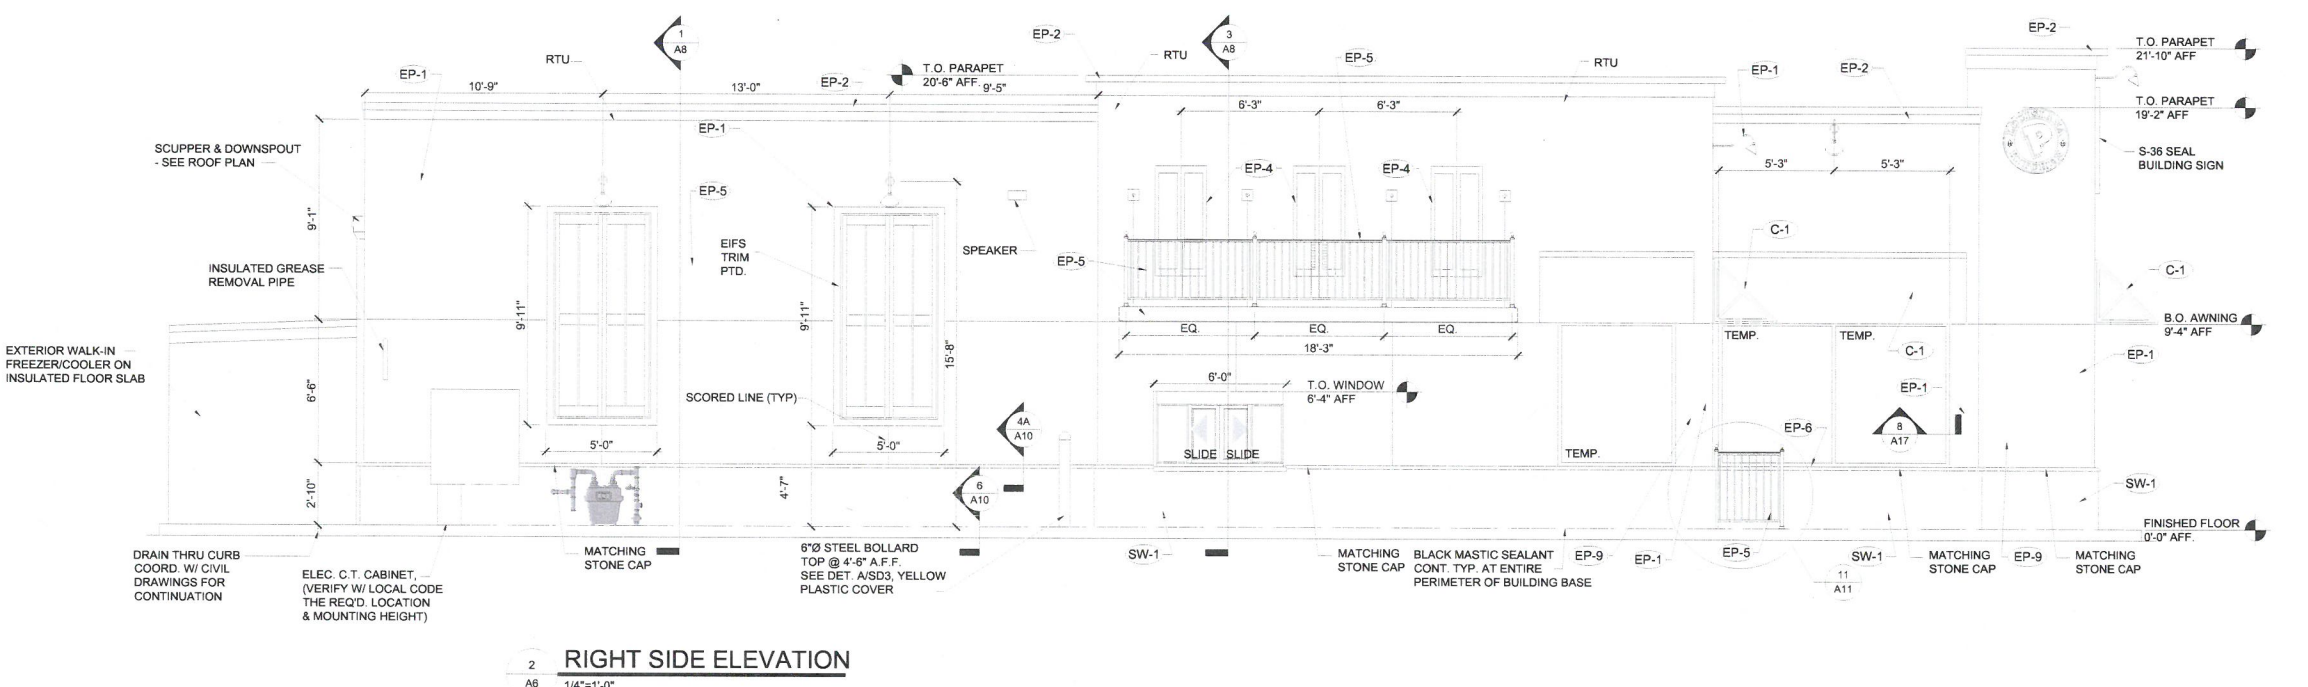 1
A8
3
A8
EP-2
T.O. PARAPET
21'-10" AFF
EP-2
RTU
EP-5
RTU
EP-1
EP-2
RTU
EP-1
EP-2
T.O. PARAPET
20'-6" AFF.
10'-9"
13'-0"
9'-5"
6'-3"
6'-3"
T.O. PARAPET
19'-2" AFF
EP-1
SCUPPER & DOWNSPOUT
- SEE ROOF PLAN
S-36 SEAL
BUILDING SIGN
P
5'-3"
5'-3"
EP-4
EP-4
EP-5
9'-1"
C-1
EIFS
TRIM
PTD.
SPEAKER
EP-5
INSULATED GREASE
REMOVAL PIPE
C-1
9'-11"
9'-11"
15'-8"
EQ.
EQ.
EQ.
18'-3"
B.O. AWNING
9'-4" AFF
TEMP.
TEMP.
C-1
EP-1
EXTERIOR WALK-IN
FREEZER/COOLER ON
INSULATED FLOOR SLAB
6'-6"
6'-0"
T.O. WINDOW
6'-4" AFF
EP-1
SCORED LINE (TYP)
4A
A10
EP-6
8
A17
5'-0"
5'-0"
SLIDE
SLIDE
TEMP.
2'-10"
4'-7"
6
A10
SW-1
FINISHED FLOOR
0'-0" AFF.
DRAIN THRU CURB
COORD. W/ CIVIL
DRAWINGS FOR
CONTINUATION
ELEC. C.T. CABINET,
(VERIFY W/ LOCAL CODE
THE REQ'D. LOCATION
& MOUNTING HEIGHT)
MATCHING
STONE CAP
6"Ø STEEL BOLLARD
TOP @ 4'-6" A.F.F.
SEE DET. A/SD3, YELLOW
PLASTIC COVER
SW-1
MATCHING
STONE CAP
BLACK MASTIC SEALANT
CONT. TYP. AT ENTIRE
PERIMETER OF BUILDING BASE
EP-9
EP-1
EP-5
11
A11
SW-1
MATCHING
STONE CAP
EP-9
MATCHING
STONE CAP
2
A6
RIGHT SIDE ELEVATION
1/4"=1'-0"